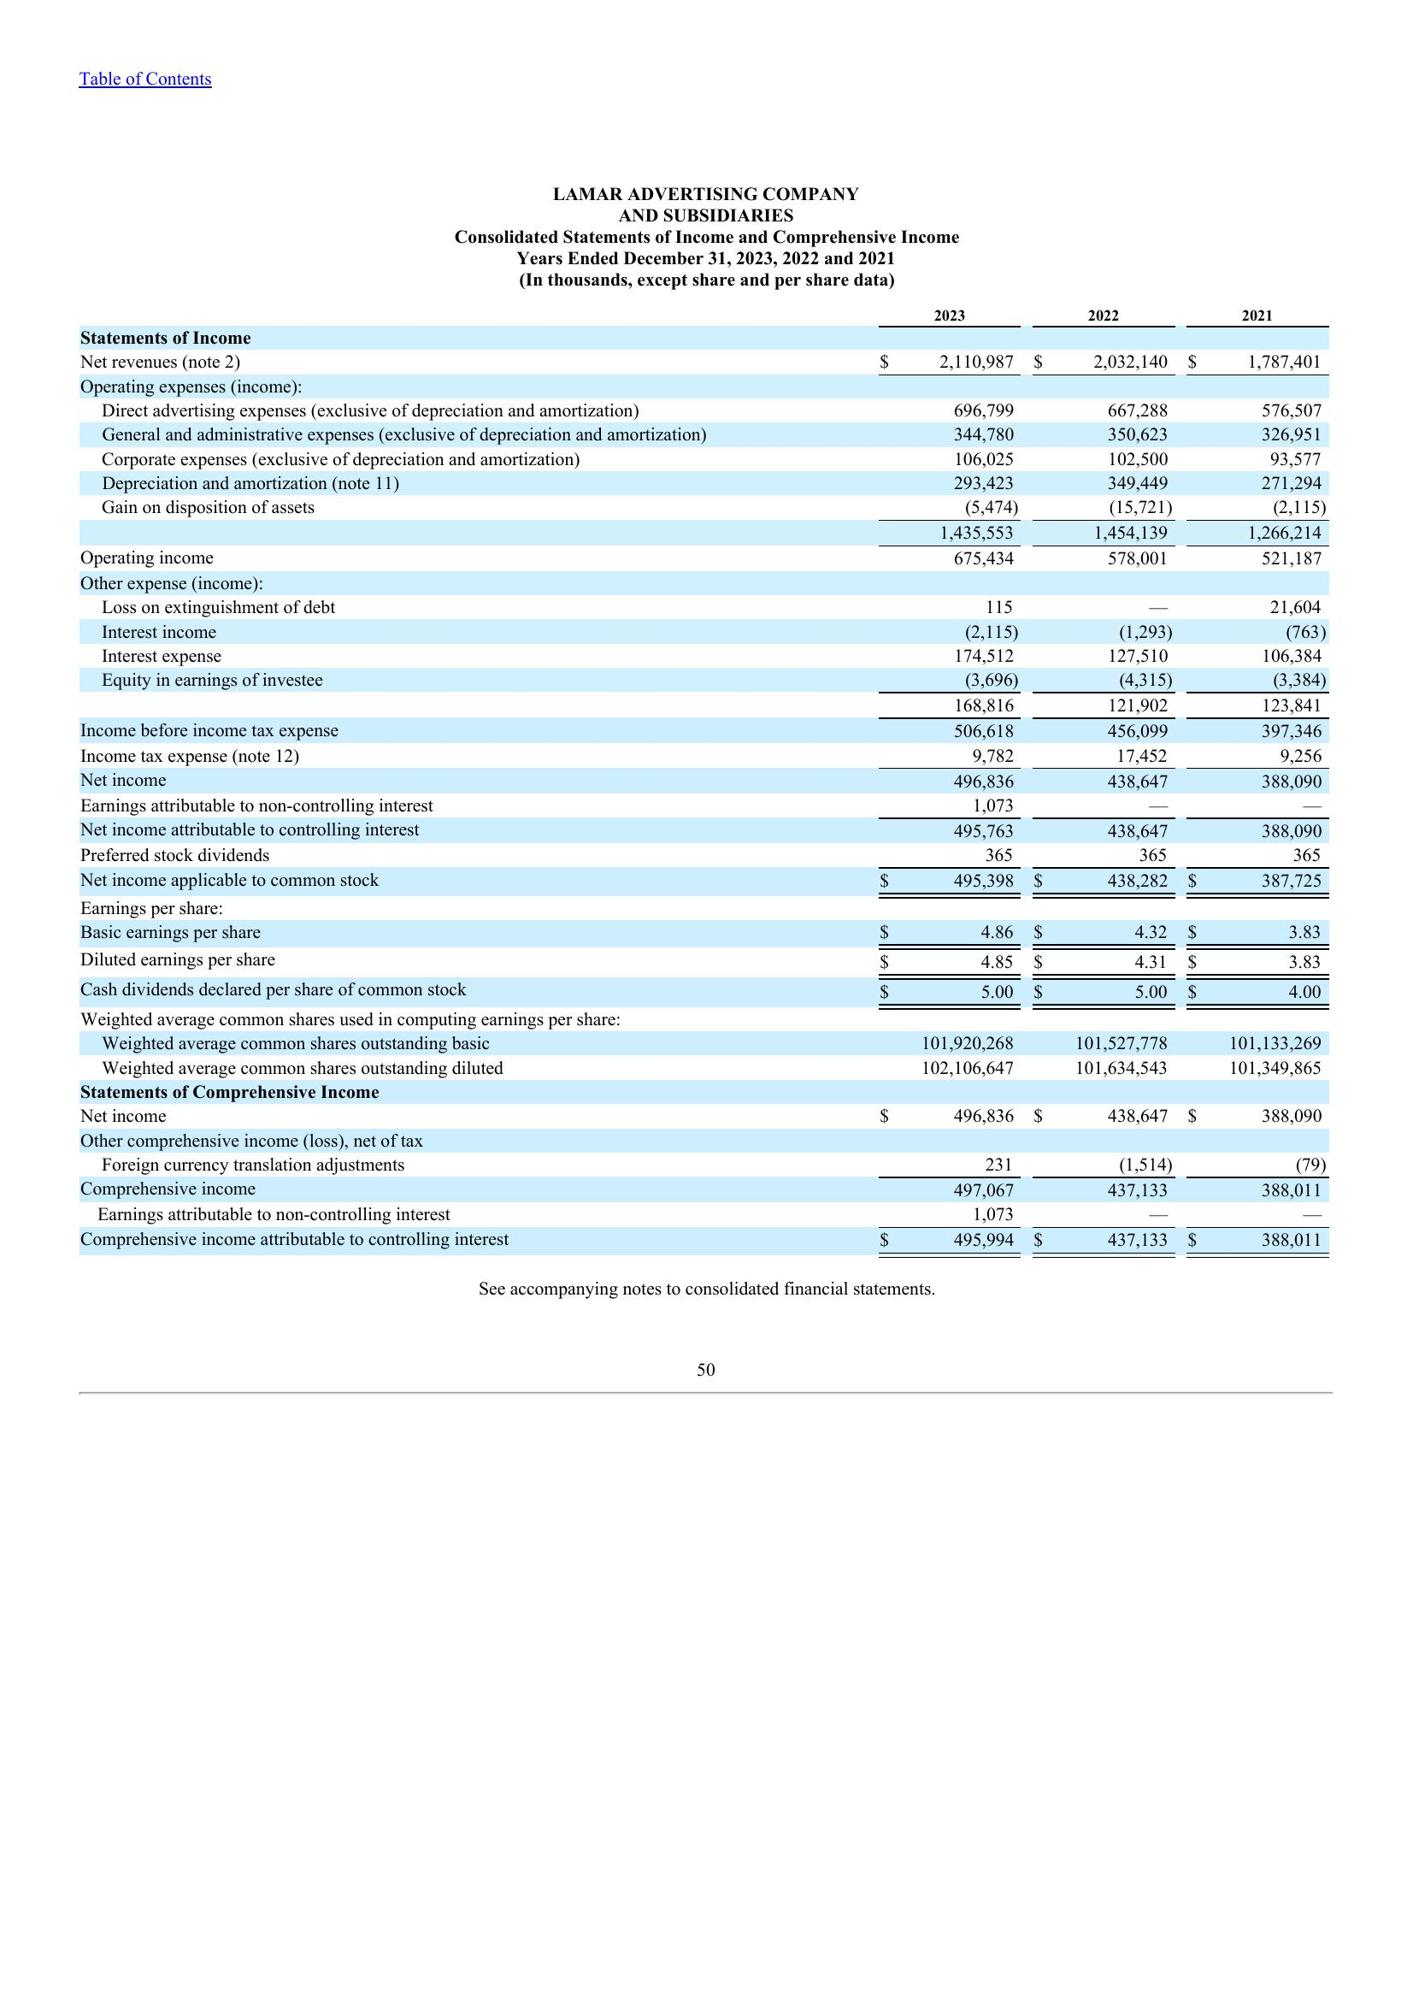 Table of Contents
LAMAR ADVERTISING COMPANY
AND SUBSIDIARIES
Consolidated Statements of Income and Comprehensive Income
Years Ended December 31, 2023, 2022 and 2021
(In thousands, except share and per share data)
2023 2022 2021
Statements of Income
Net revenues (note 2) $ 2,110,987 $ 2,032,140 $ 1,787,401
Operating expenses (income):
Direct advertising expenses (exclusive of depreciation and amortization) 696,799 667,288 576,507
General and administrative expenses (exclusive of depreciation and amortization) 344,780 350,623 326,951
Corporate expenses (exclusive of depreciation and amortization) 106,025 102,500 93,577
Depreciation and amortization (note 11) 293,423 349,449 271,294
Gain on disposition of assets (5,474) (15,721) (2,115)
1,435,553 1,454,139 1,266,214
Operating income 675,434 578,001 521,187
Other expense (income):
Loss on extinguishment of debt 115 — 21,604
Interest income (2,115) (1,293) (763)
Interest expense 174,512 127,510 106,384
Equity in earnings of investee (3,696) (4,315) (3,384)
168,816 121,902 123,841
Income before income tax expense 506,618 456,099 397,346
Income tax expense (note 12) 9,782 17,452 9,256
Net income 496,836 438,647 388,090
Earnings attributable to non-controlling interest 1,073 — —
Net income attributable to controlling interest 495,763 438,647 388,090
Preferred stock dividends 365 365 365
Net income applicable to common stock $ 495,398 $ 438,282 $ 387,725
Earnings per share:
Basic earnings per share $ 4.86 $ 4.32 $ 3.83
Diluted earnings per share $ 4.85 $ 4.31 $ 3.83
Cash dividends declared per share of common stock $ 5.00 $ 5.00 $ 4.00
Weighted average common shares used in computing earnings per share:
Weighted average common shares outstanding basic 101,920,268 101,527,778 101,133,269
Weighted average common shares outstanding diluted 102,106,647 101,634,543 101,349,865
Statements of Comprehensive Income
Net income $ 496,836 $ 438,647 $ 388,090
Other comprehensive income (loss), net of tax
Foreign currency translation adjustments 231 (1,514) (79)
Comprehensive income 497,067 437,133 388,011
Earnings attributable to non-controlling interest 1,073 — —
Comprehensive income attributable to controlling interest $ 495,994 $ 437,133 $ 388,011
See accompanying notes to consolidated financial statements.
50